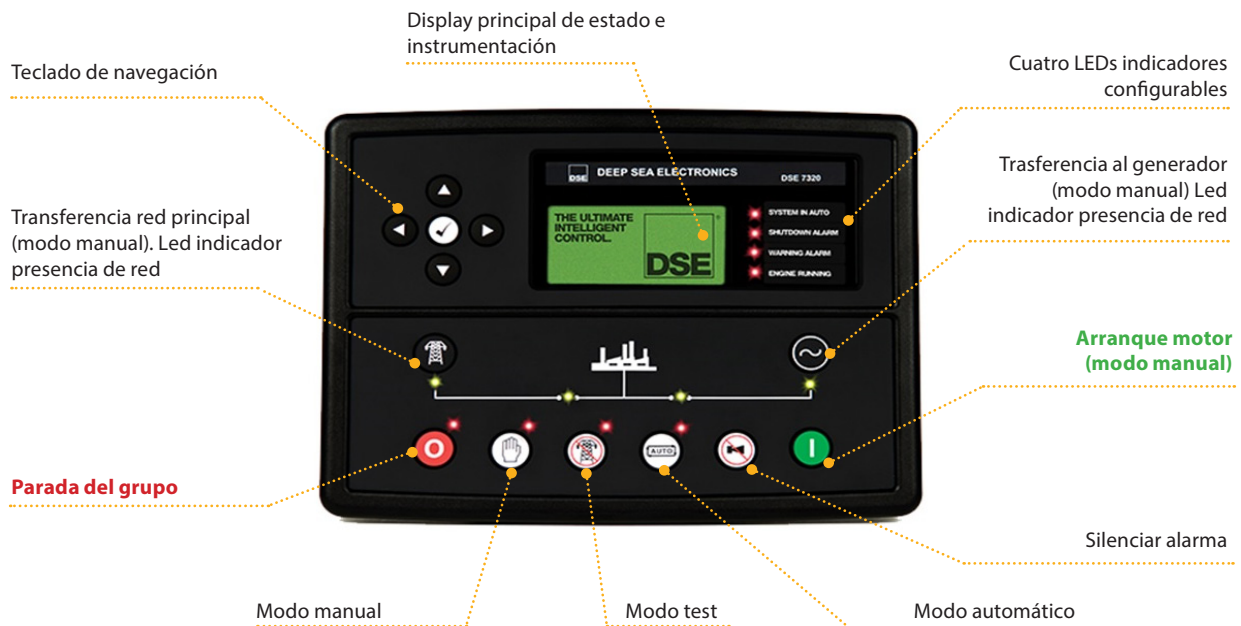 Display principal de estado e
instrumentación
Teclado de navegación
Cuatro LEDs indicadores
configurables
DSE DEEP SEA ELECTRONICS DSE 7320
Trasferencia al generador
(modo manual) Led
indicador presencia de red
THE ULTIMATE
INTELLIGENT
CONTROL.
DSE
SYSTEM IN AUTO
SHUTDOWN ALARM
WARNING ALARM
ENGINE RUNNING
Transferencia red principal
(modo manual). Led indicador
presencia de red
Arranque motor
(modo manual)
O
AUTO
I
Parada del grupo
Silenciar alarma
Modo manual
Modo test
Modo automático